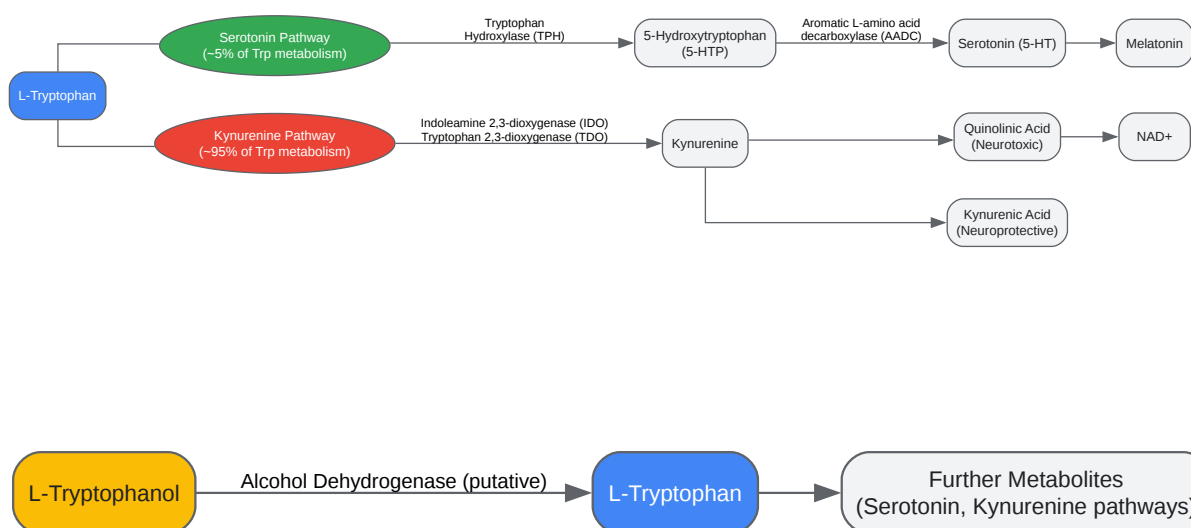 Serotonin Pathway
(~5% of Trp metabolism)
Tryptophan
Hydroxylase (TPH)
5-Hydroxytryptophan
(5-HTP)
Aromatic L-amino acid
decarboxylase (AADC)
Serotonin (5-HT)
Melatonin
L-Tryptophan
Kynurenine Pathway
(~95% of Trp metabolism)
Indoleamine 2,3-dioxygenase (IDO)
Tryptophan 2,3-dioxygenase (TDO)
Kynurenine
Quinolinic Acid
(Neurotoxic)
NAD+
Kynurenic Acid
(Neuroprotective)
L-Tryptophanol
Alcohol Dehydrogenase (putative)
L-Tryptophan
Further Metabolites
(Serotonin, Kynurenine pathways)